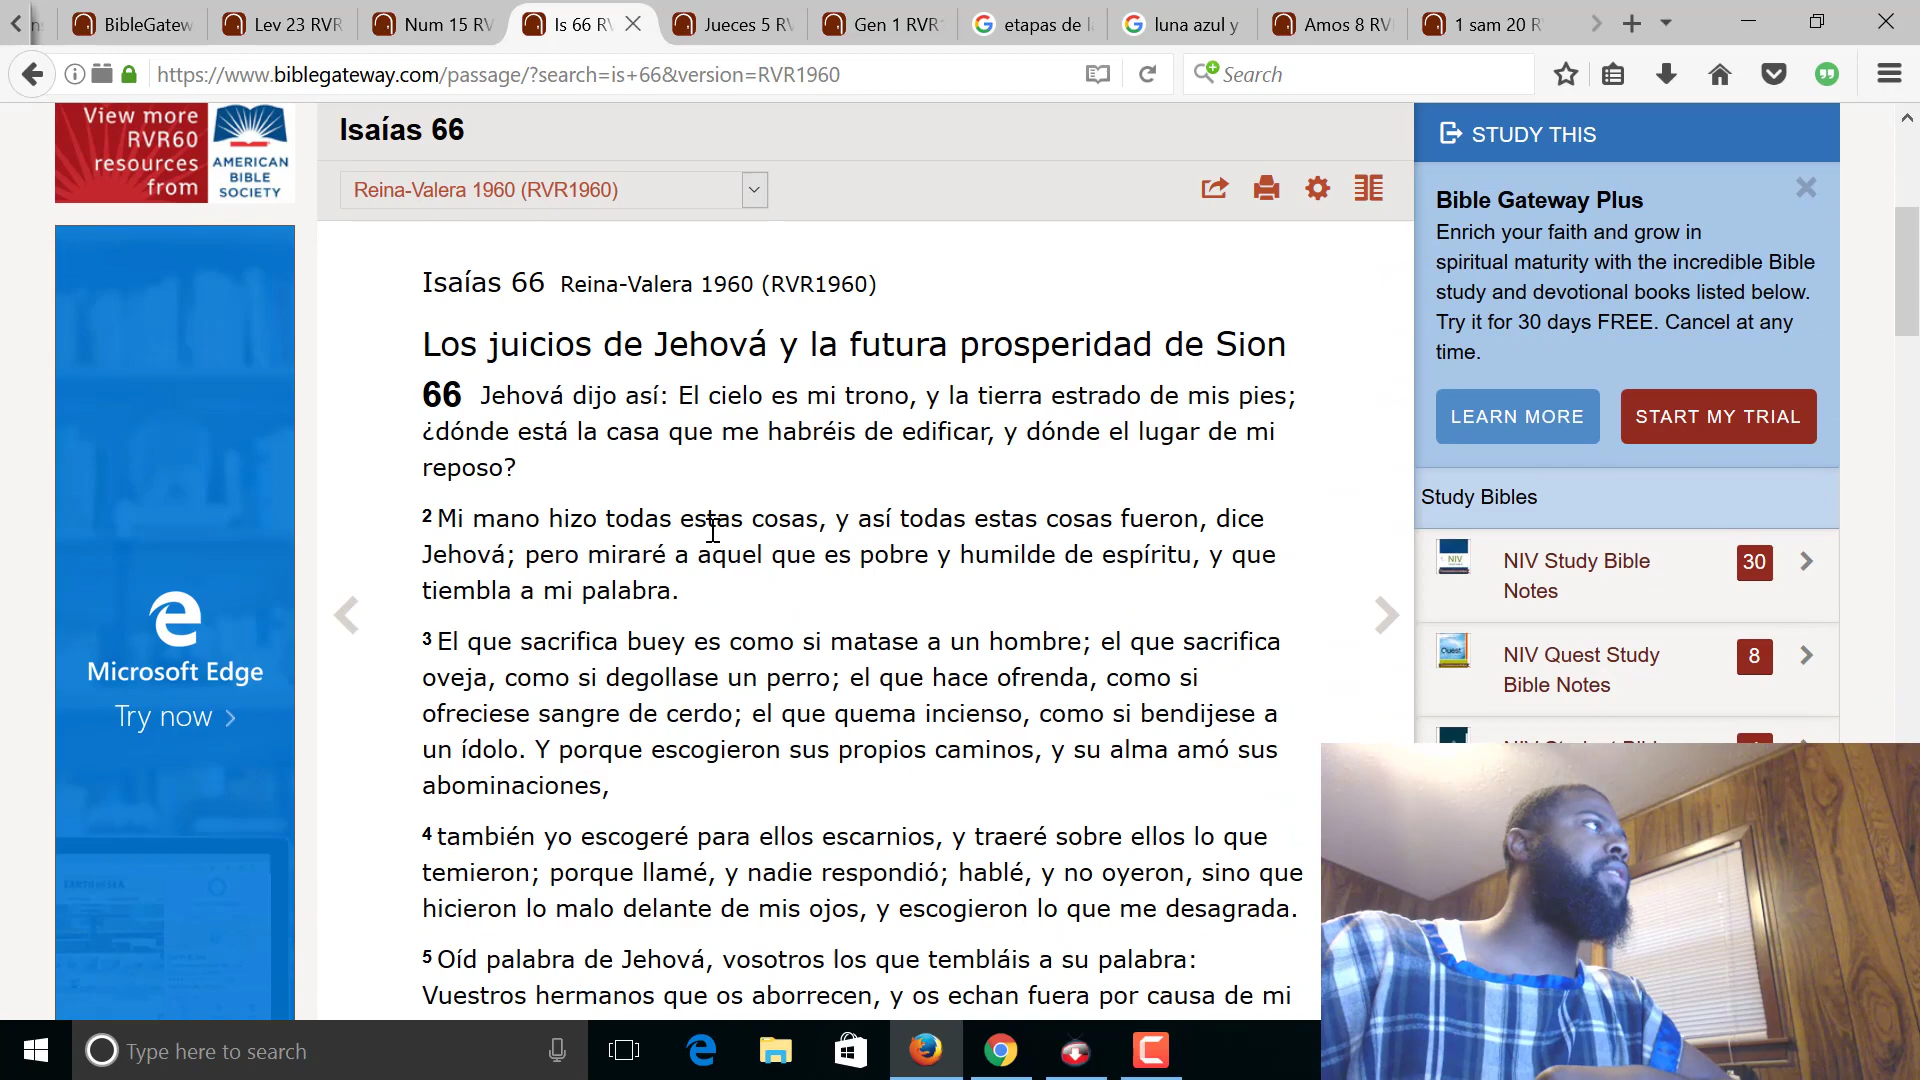 BibleGatew
Lev 23 RVR
Num 15 RV
Is 66 RV
Jueces 5 RV
Gen 1 RVR
etapas de l
luna azul y
Amos 8 RV
1 sam 20 R
https://www.biblegateway.com/passage/?search=is+66&version=RVR1960
Search
View more
RVR60
resources
from
AMERICAN
BIBLE
SOCIETY
Microsoft Edge
Try now
Isaías 66
Reina-Valera 1960 (RVR1960)
Isaías 66 Reina-Valera 1960 (RVR1960)
Los juicios de Jehová y la futura prosperidad de Sion
66 Jehová dijo así: El cielo es mi trono, y la tierra estrado de mis pies;
¿dónde está la casa que me habréis de edificar, y dónde el lugar de mi
reposo?
2 Mi mano hizo todas estas cosas, y así todas estas cosas fueron, dice
Jehová; pero miraré a aquel que es pobre y humilde de espíritu, y que
tiembla a mi palabra.
3 El que sacrifica buey es como si matase a un hombre; el que sacrifica
oveja, como si degollase un perro; el que hace ofrenda, como si
ofreciese sangre de cerdo; el que quema incienso, como si bendijese a
un ídolo. Y porque escogieron sus propios caminos, y su alma amó sus
abominaciones,
4 también yo escogeré para ellos escarnios, y traeré sobre ellos lo que
temieron; porque llamé, y nadie respondió; hablé, y no oyeron, sino que
hicieron lo malo delante de mis ojos, y escogieron lo que me desagrada.
5 Oíd palabra de Jehová, vosotros los que tembláis a su palabra:
Vuestros hermanos que os aborrecen, y os echan fuera por causa de mi
STUDY THIS
Bible Gateway Plus
Enrich your faith and grow in
spiritual maturity with the incredible Bible
study and devotional books listed below.
Try it for 30 days FREE. Cancel at any
time.
LEARN MORE
START MY TRIAL
Study Bibles
NIV Study Bible
Notes
30
NIV Quest Study
Bible Notes
8
Type here to search